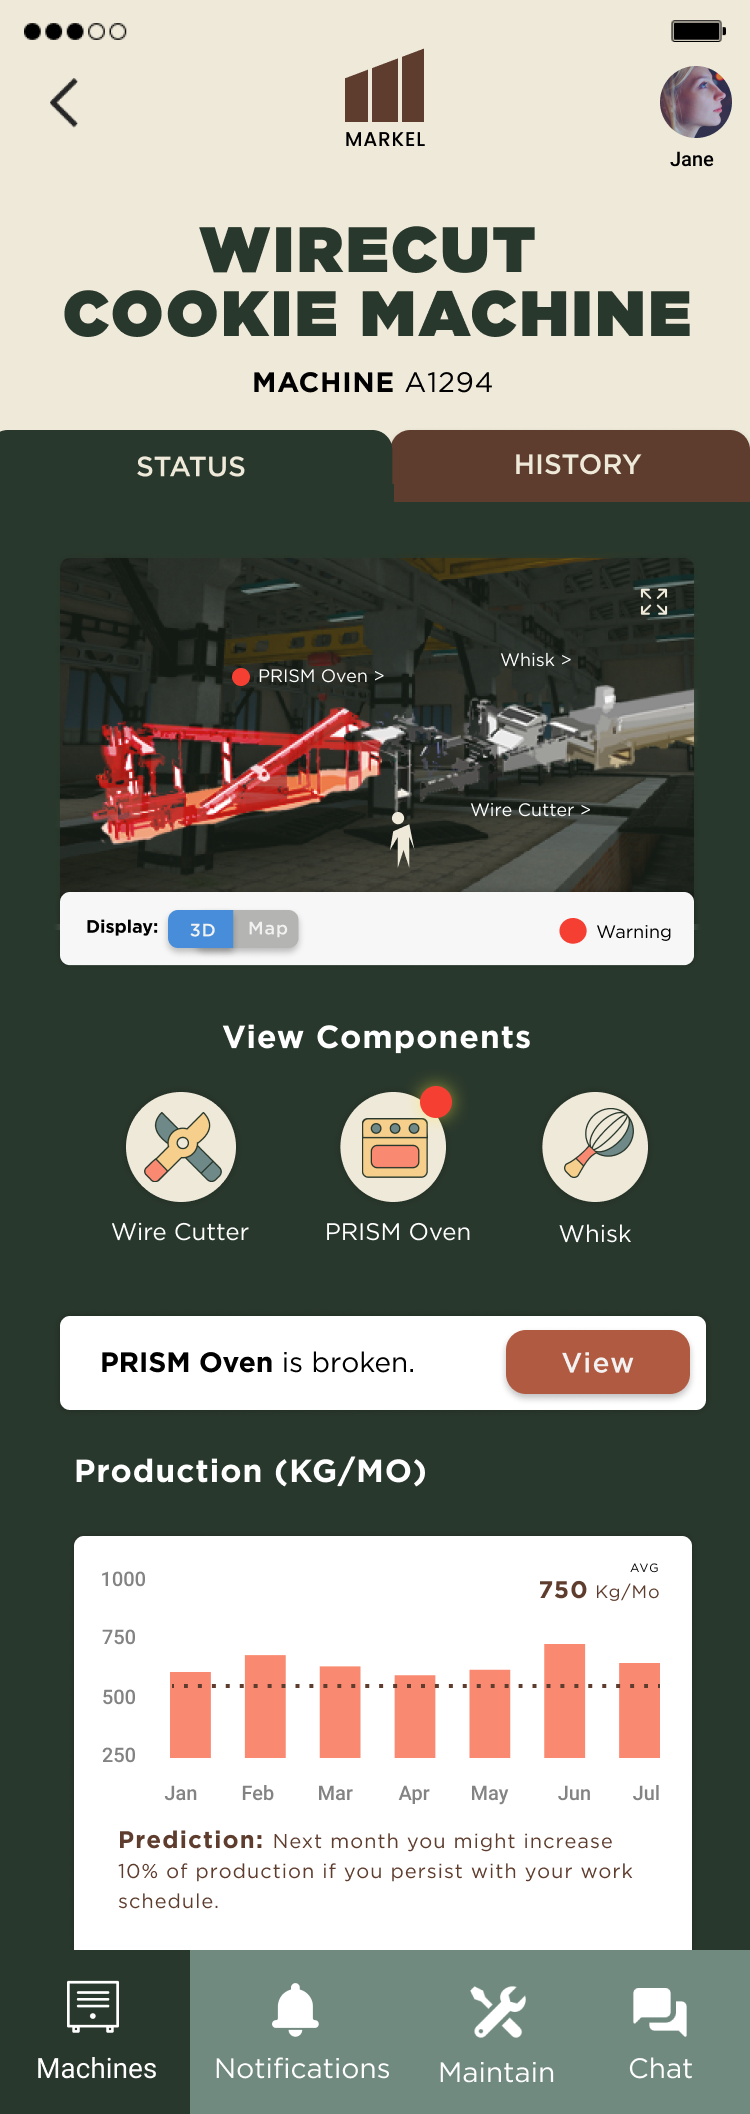 MARKEL
Jane
WIRECUT
COOKIE MACHINE
MACHINE A1294
STATUS
HISTORY
Whisk >
PRISM Oven >
Wire Cutter >
Display:
3D
Map
Warning
View Components
Wire Cutter
PRISM Oven
Whisk
PRISM Oven is broken.
View
Production (KG/MO)
AVG
750 Kg/Mo
1000
750
500
250
Jan Feb Mar Apr May Jun Jul
Prediction: Next month you might increase
10% of production if you persist with your work
schedule.
Machines
Notifications
Maintain
Chat